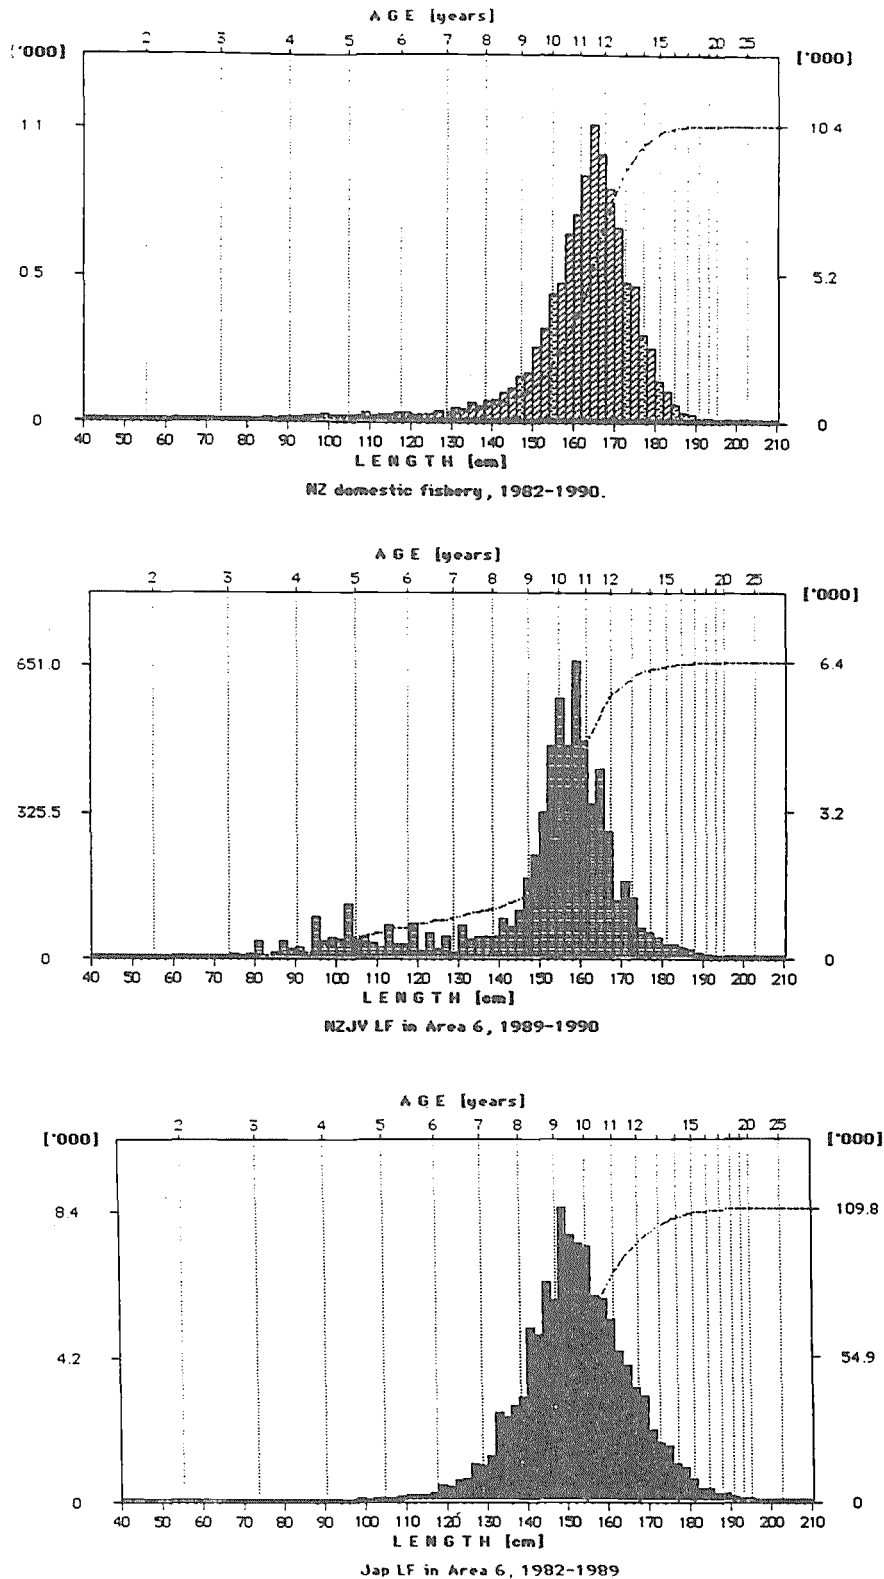 A G E [years]
2 3 4 5 6 7 8 9 10 11 12 15 20 25
['000] ['000]
1 1 10 4
0 5 5.2
0 0
40 50 60 70 80 90 100 110 120 130 140 150 160 170 180 190 200 210
L E N G T H [cm]
NZ domestic fishery, 1982-1990.
A G E [years]
2 3 4 5 6 7 8 9 10 11 12 15 20 25
['000]
651.0 6.4
325.5 3.2
0 0
40 50 60 70 80 90 100 110 120 130 140 150 160 170 180 190 200 210
L E N G T H [cm]
NZJV LF in Area 6, 1989-1990
A G E [years]
2 3 4 5 6 7 8 9 10 11 12 15 20 25
['000] ['000]
8.4 109.8
4.2 54.9
0 0
40 50 60 70 80 90 100 110 120 130 140 150 160 170 180 190 200 210
L E N G T H [cm]
Jap LF in Area 6, 1982-1989